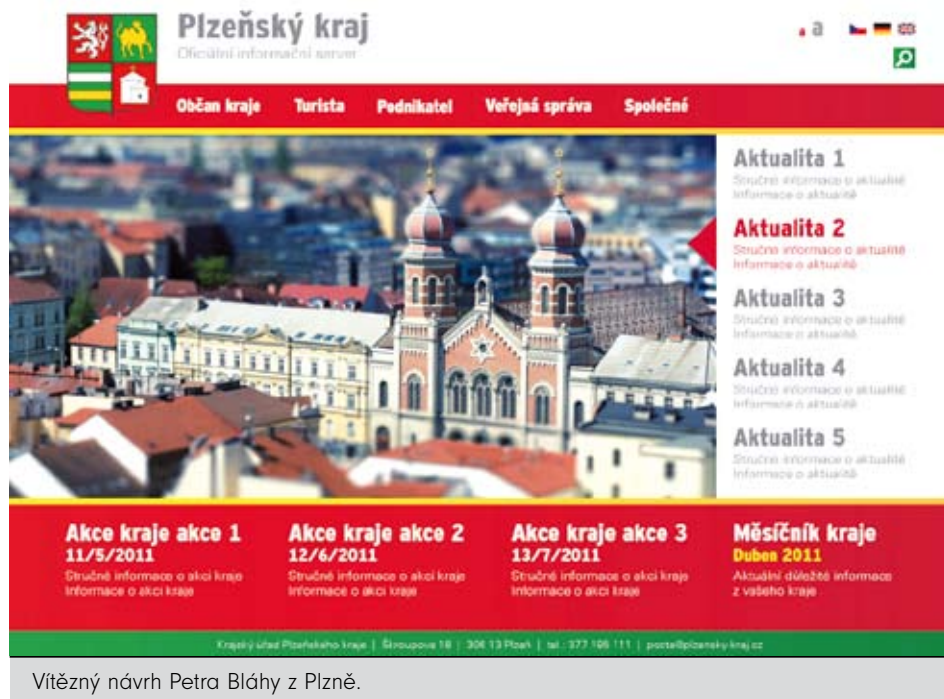 Plzeňský kraj
Oficiální informační server
a a
Občan kraje Turista Podnikatel Veřejná správa Společné
Aktualita 1
Stručné informace o aktualitě
Informace o aktualitě
Aktualita 2
Stručné informace o aktualitě
Informace o aktualitě
Aktualita 3
Stručné informace o aktualitě
Informace o aktualitě
Aktualita 4
Stručné informace o aktualitě
Informace o aktualitě
Aktualita 5
Stručné informace o aktualitě
Informace o aktualitě
Akce kraje akce 1
11/5/2011
Stručné informace o akci kraje
Informace o akci kraje
Akce kraje akce 2
12/6/2011
Stručné informace o akci kraje
Informace o akci kraje
Akce kraje akce 3
13/7/2011
Stručné informace o akci kraje
Informace o akci kraje
Měsíčník kraje
Duben 2011
Aktuální důležité informace
z vašeho kraje
Krajský úřad Plzeňského kraje | Škroupova 18 | 306 13 Plzeň | tel.: 377 195 111 | posta@plzensky-kraj.cz
Vítězný návrh Petra Bláhy z Plzně.